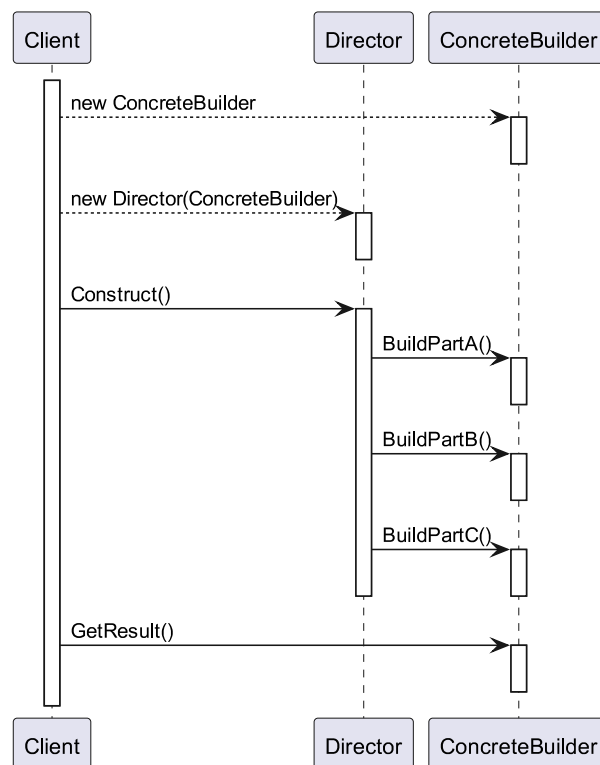 Client
Director
ConcreteBuilder
new ConcreteBuilder
new Director(ConcreteBuilder)
Construct()
BuildPartA()
BuildPartB()
BuildPartC()
GetResult()
Client
Director
ConcreteBuilder